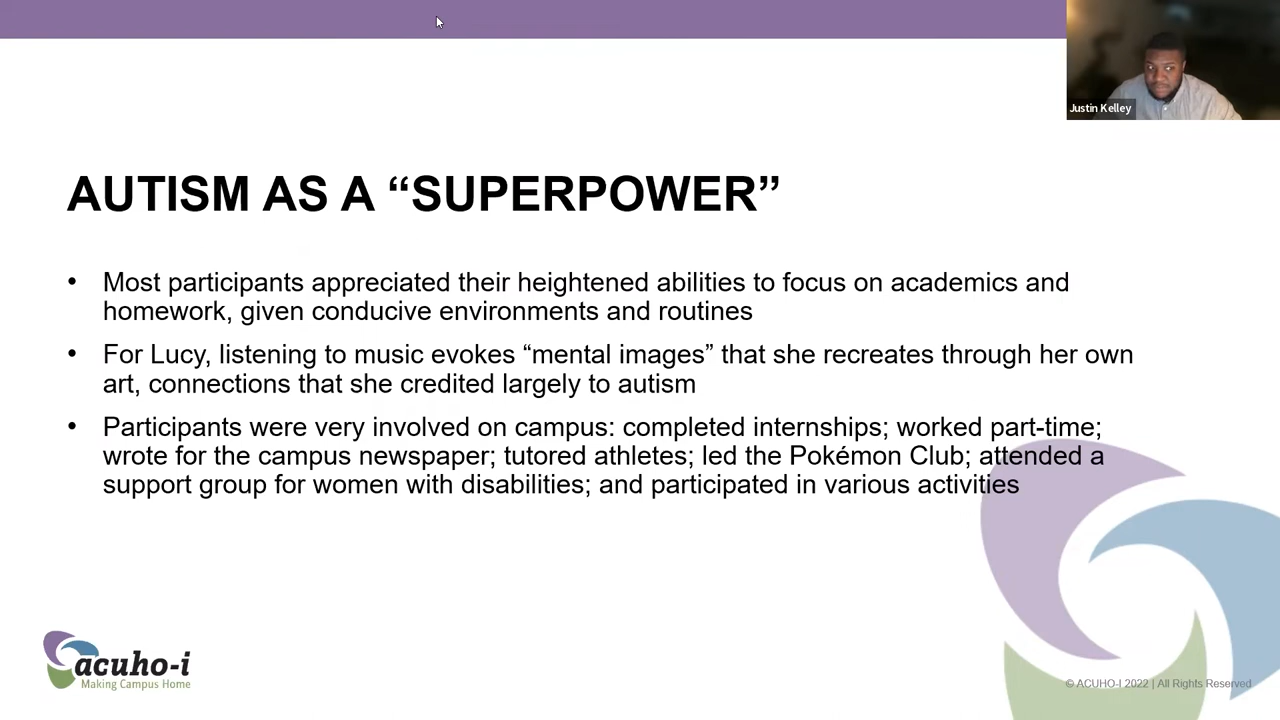 Justin Kelley
AUTISM AS A “SUPERPOWER”
• Most participants appreciated their heightened abilities to focus on academics and
homework, given conducive environments and routines
• For Lucy, listening to music evokes “mental images” that she recreates through her own
art, connections that she credited largely to autism
• Participants were very involved on campus: completed internships; worked part-time;
wrote for the campus newspaper; tutored athletes; led the Pokémon Club; attended a
support group for women with disabilities; and participated in various activities
acuho-i
Making Campus Home
© ACUHO-I 2022 | All Rights Reserved